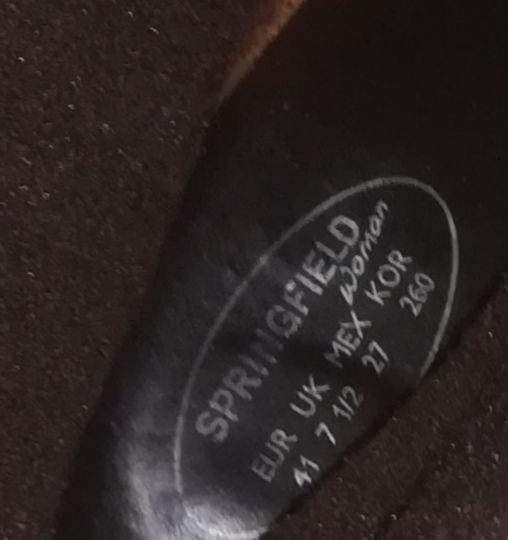 SPRINGFIELD
woman
EUR UK MEX KOR
41 7 1/2 27 260